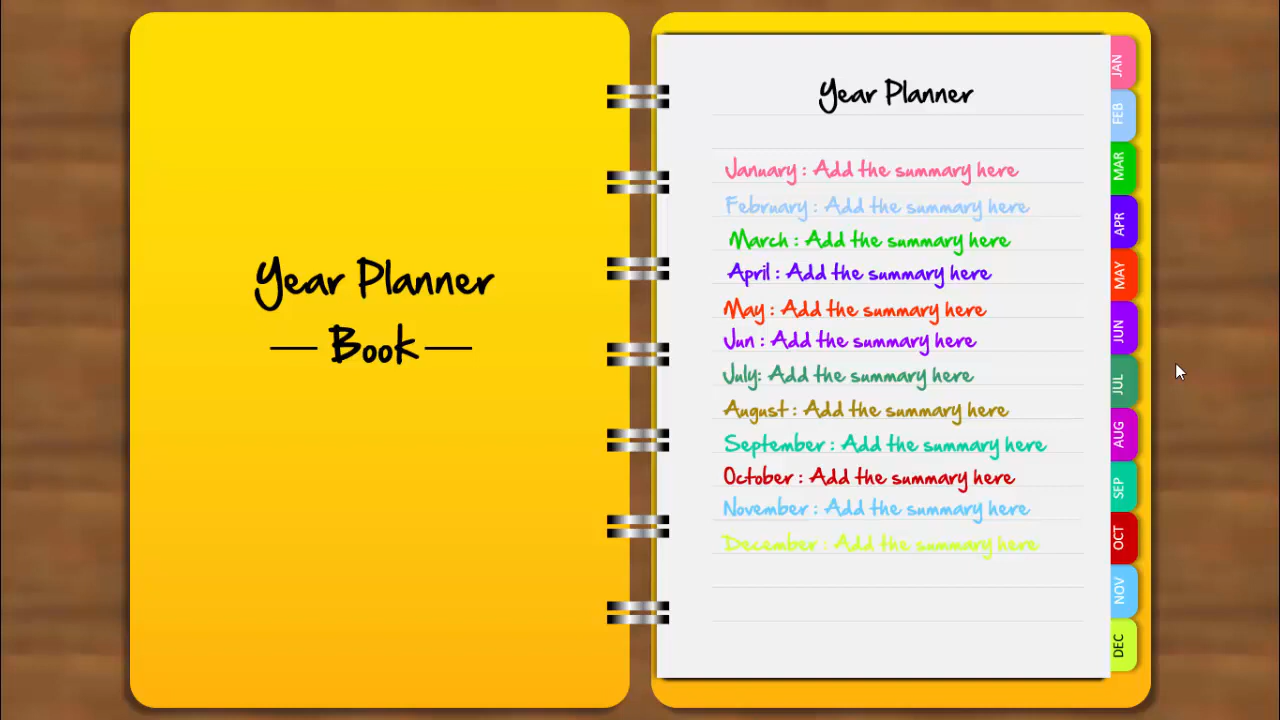 Year Planner
Book
Year Planner
January : Add the summary here
February : Add the summary here
March : Add the summary here
April : Add the summary here
May : Add the summary here
Jun : Add the summary here
July: Add the summary here
August : Add the summary here
September : Add the summary here
October : Add the summary here
November : Add the summary here
December : Add the summary here
JAN
FEB
MAR
APR
MAY
JUN
JUL
AUG
SEP
OCT
NOV
DEC